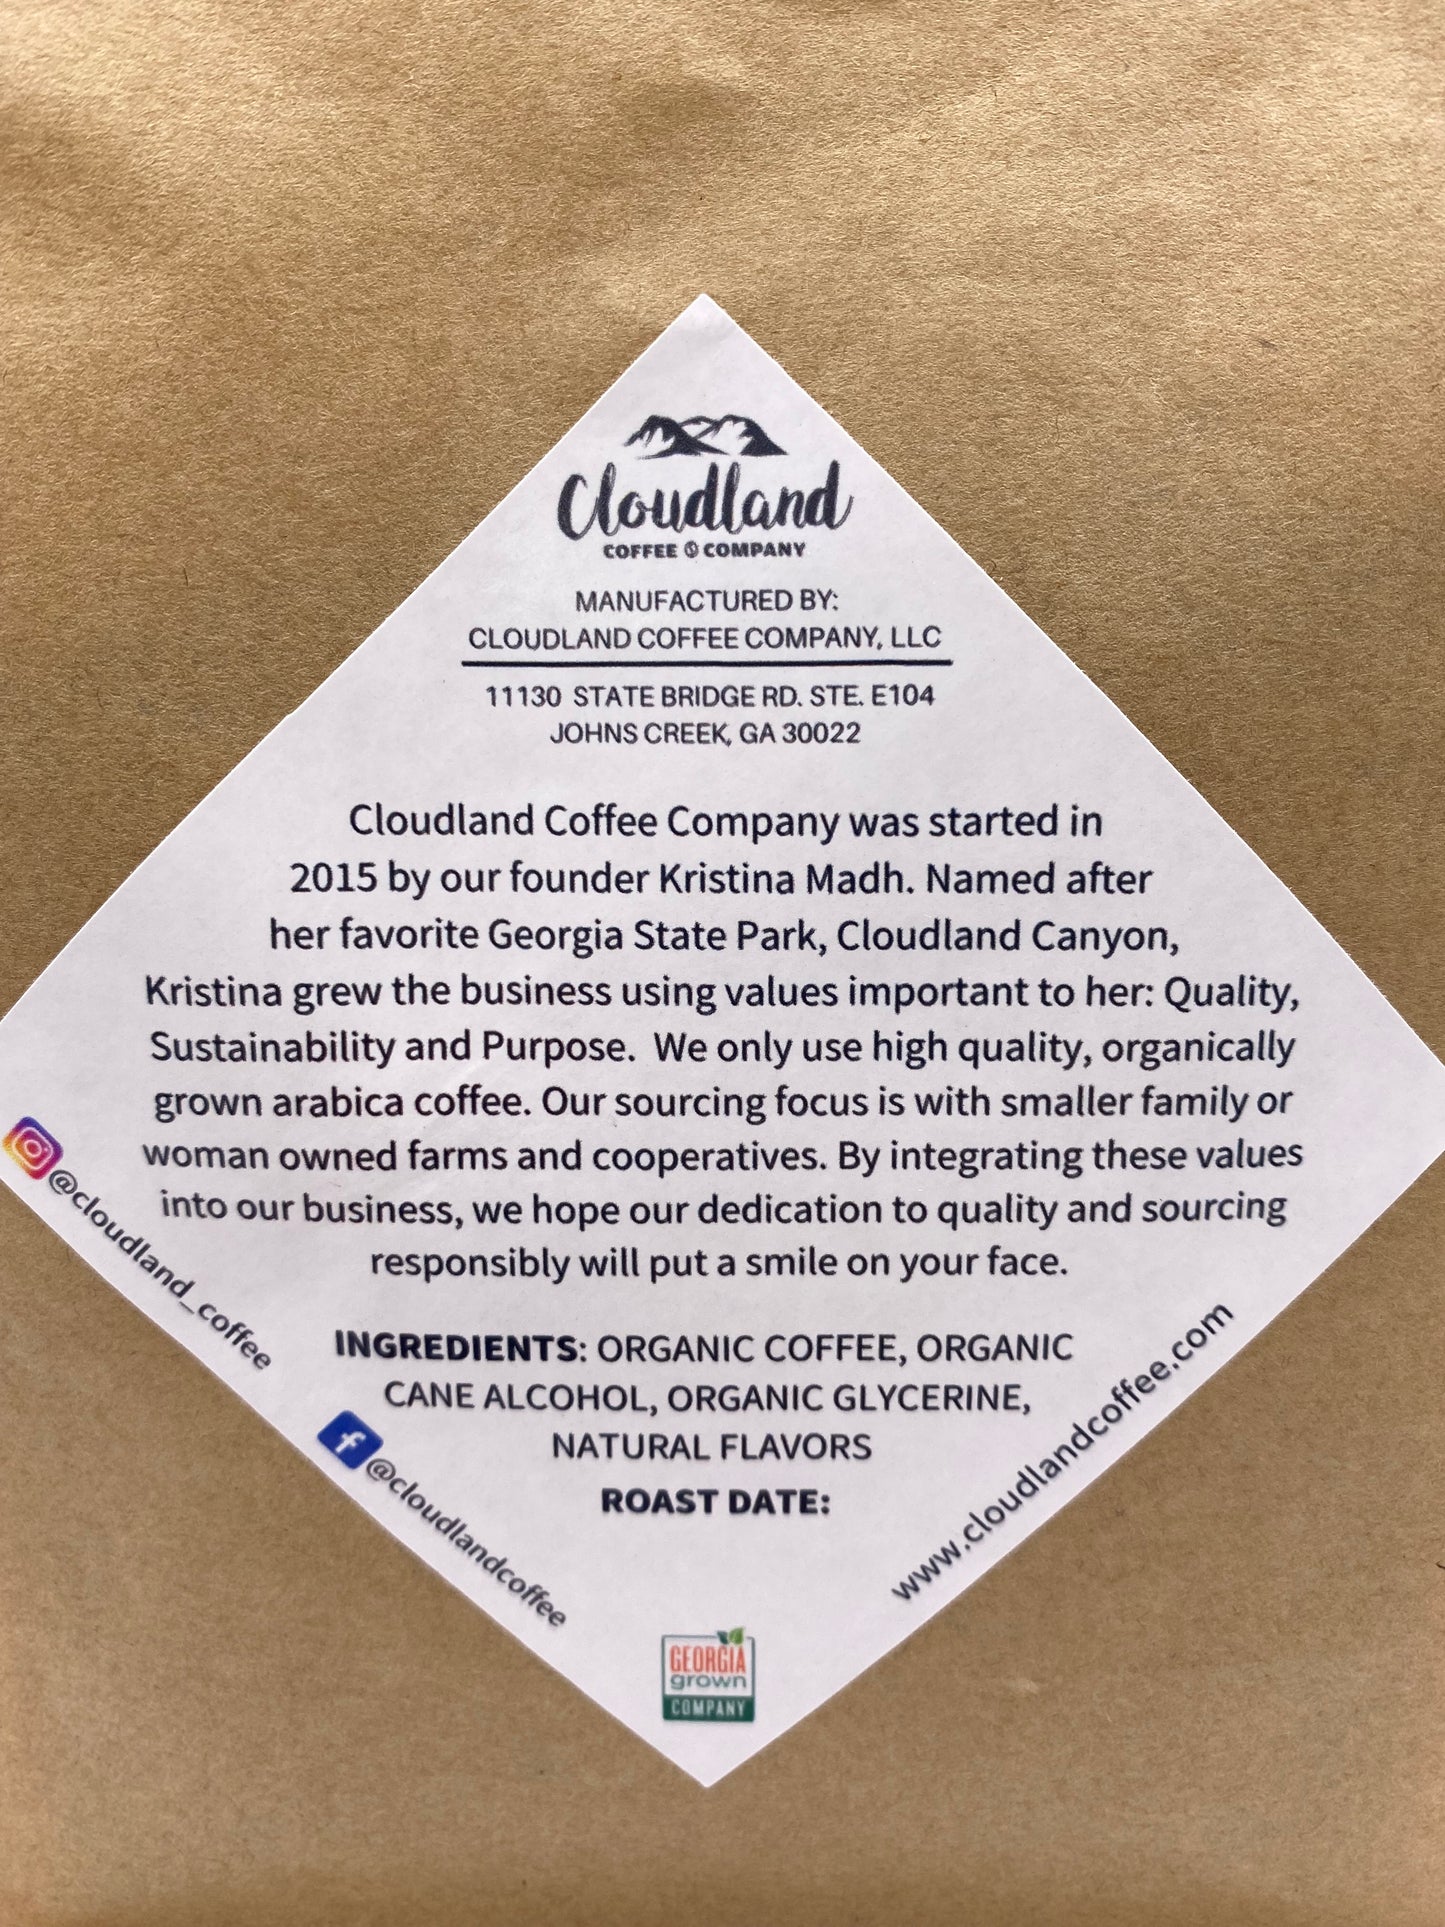 Cloudland
COFFEE COMPANY
MANUFACTURED BY:
CLOUDLAND COFFEE COMPANY, LLC
11130 STATE BRIDGE RD. STE. E104
JOHNS CREEK, GA 30022
Cloudland Coffee Company was started in
2015 by our founder Kristina Madh. Named after
her favorite Georgia State Park, Cloudland Canyon,
Kristina grew the business using values important to her: Quality,
Sustainability and Purpose. We only use high quality, organically
grown arabica coffee. Our sourcing focus is with smaller family or
woman owned farms and cooperatives. By integrating these values
into our business, we hope our dedication to quality and sourcing
responsibly will put a smile on your face.
@cloudland_coffee
INGREDIENTS: ORGANIC COFFEE, ORGANIC
CANE ALCOHOL, ORGANIC GLYCERINE,
NATURAL FLAVORS
ROAST DATE:
f @cloudlandcoffee
www.cloudlandcoffee.com
GEORGIA
grown
COMPANY